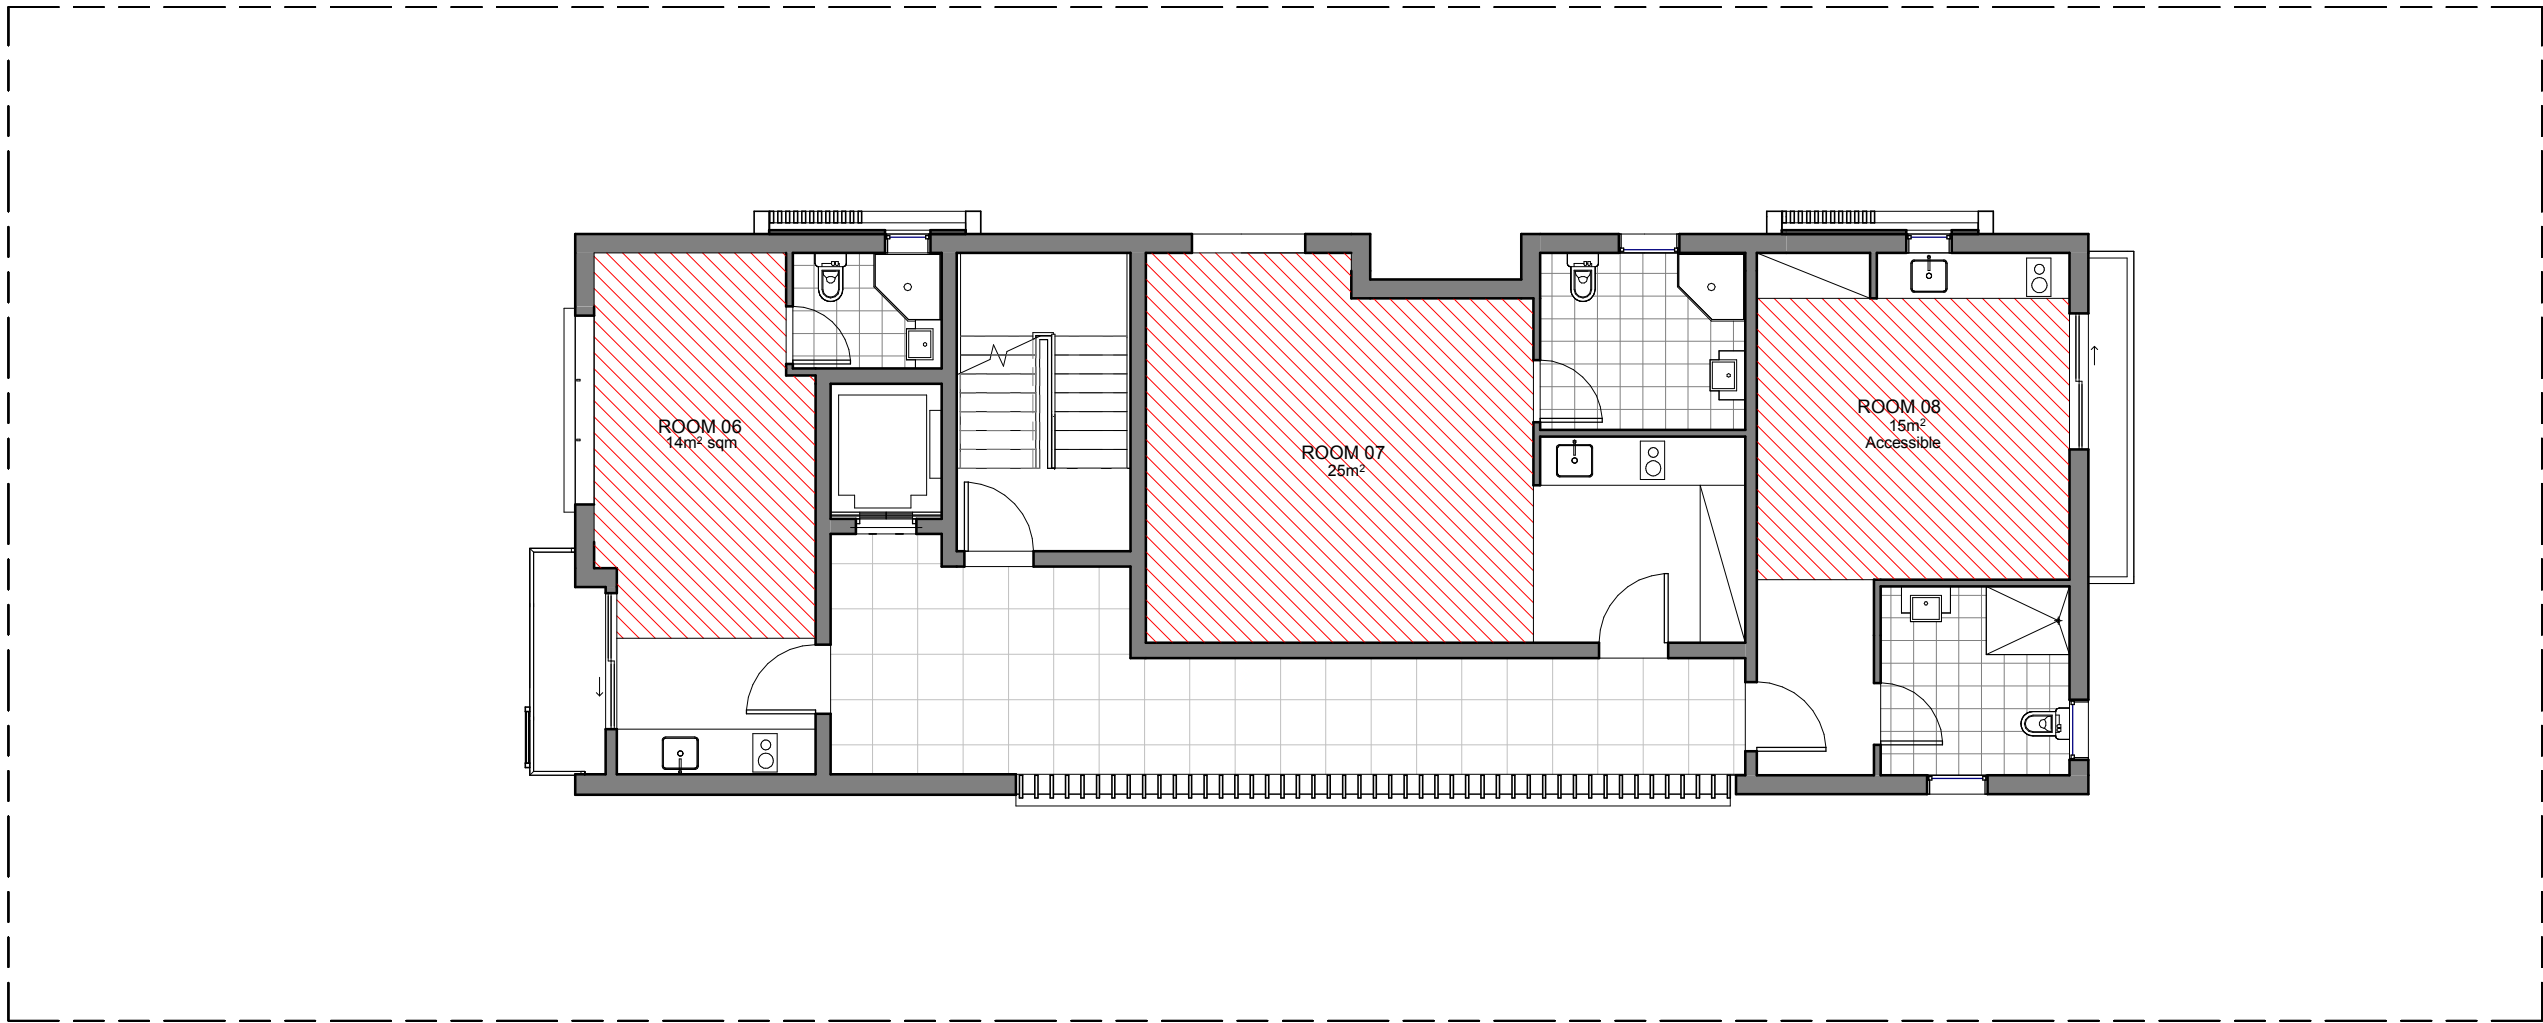 ROOM 06
14m² sqm
ROOM 07
25m²
ROOM 08
15m²
Accessible